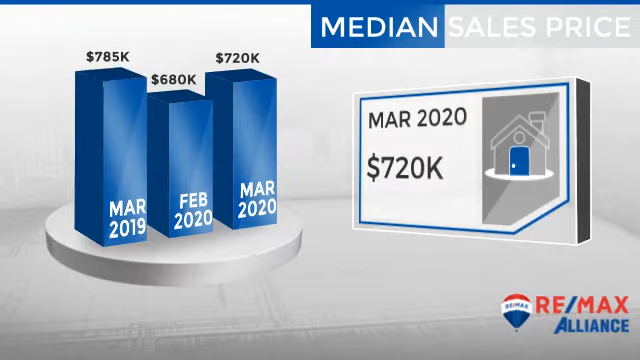 MEDIAN SALES PRICE
$785K
$680K
$720K
MAR
2019
FEB
2020
MAR
2020
MAR 2020
$720K
RE/MAX
RE/MAX
ALLIANCE